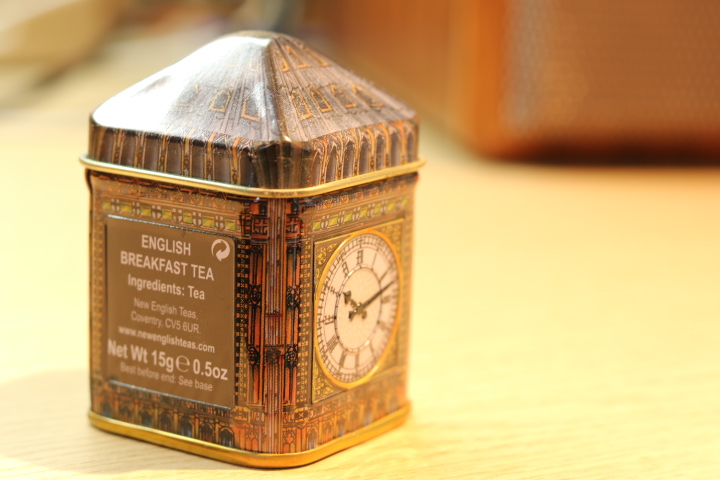 ENGLISH
BREAKFAST TEA
Ingredients: Tea
New English Teas,
Coventry, CV5 6UR.
www.newenglishteas.com
Net Wt 15g℮0.5oz
Best before end: See base